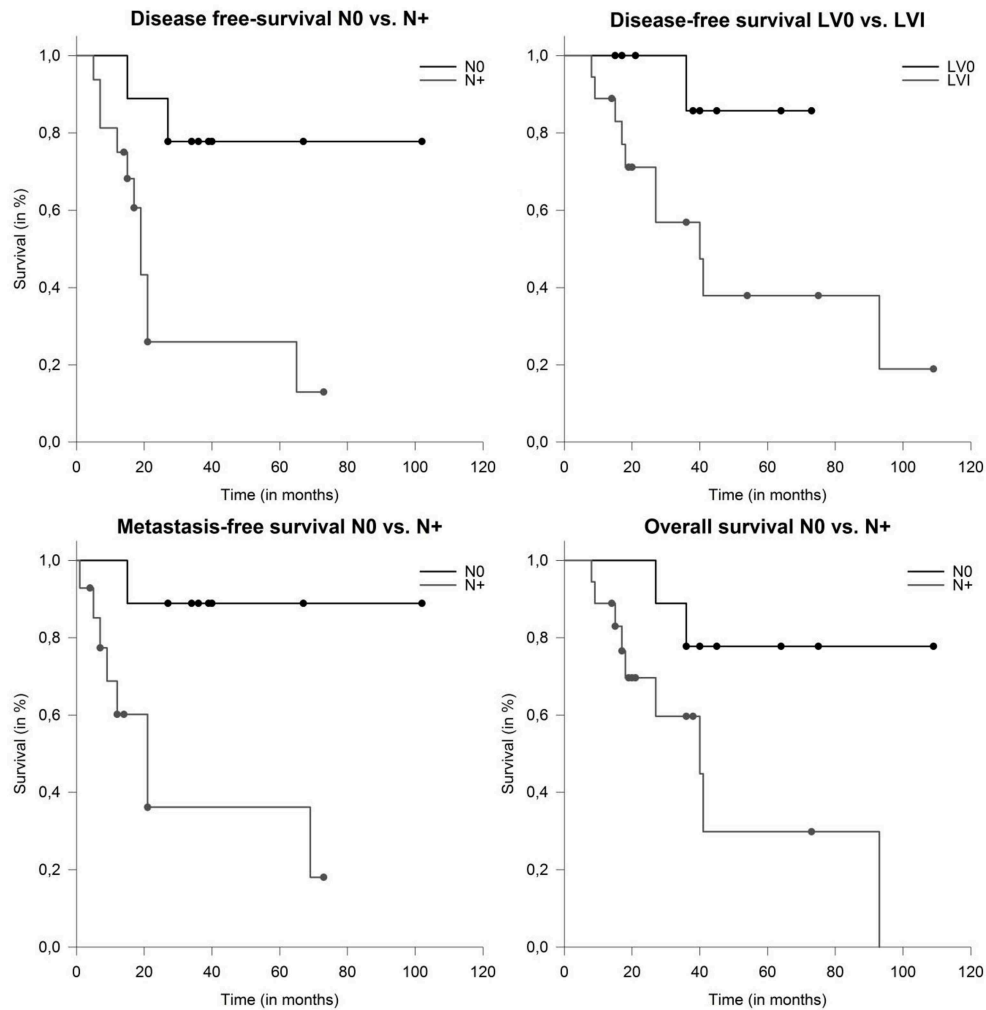 Disease free-survival N0 vs. N+
1,0
0,8
0,6
0,4
0,2
0,0
Survival (in %)
N0
N+
0 20 40 60 80 100 120
Time (in months)
Disease-free survival LV0 vs. LVI
1,0
0,8
0,6
0,4
0,2
0,0
Survival (in %)
LV0
LVI
0 20 40 60 80 100 120
Time (in months)
Metastasis-free survival N0 vs. N+
1,0
0,8
0,6
0,4
0,2
0,0
Survival (in %)
N0
N+
0 20 40 60 80 100 120
Time (in months)
Overall survival N0 vs. N+
1,0
0,8
0,6
0,4
0,2
0,0
Survival (in %)
N0
N+
0 20 40 60 80 100 120
Time (in months)